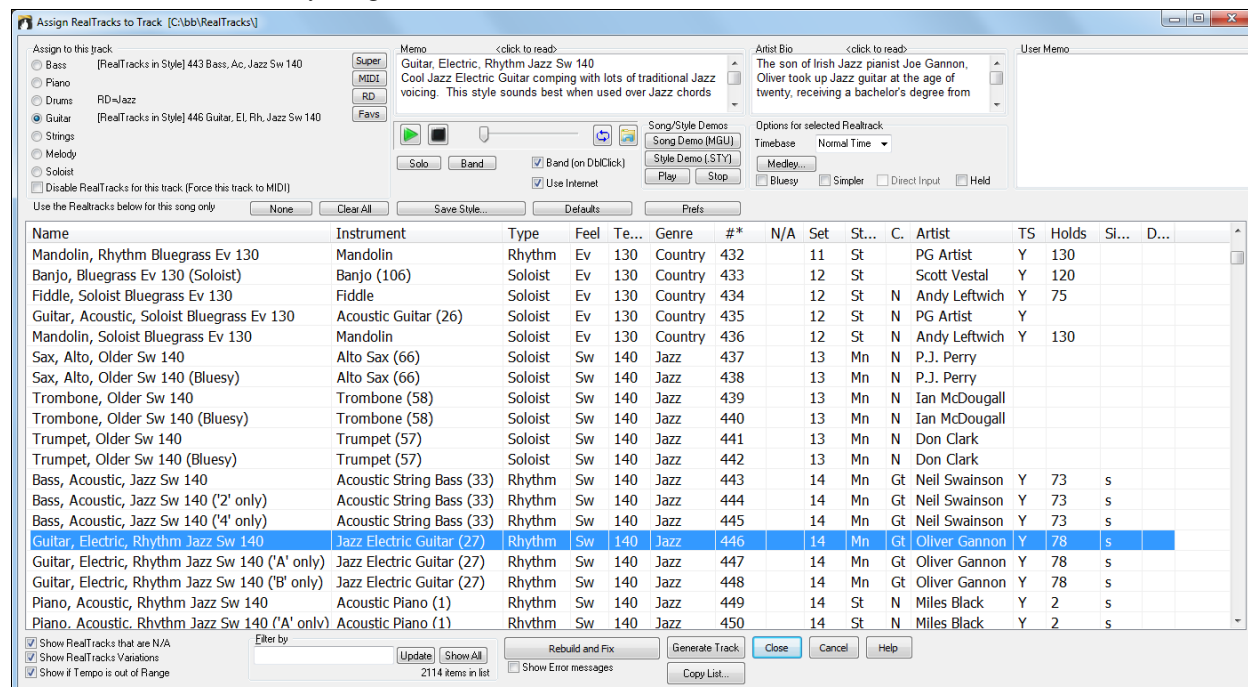 Assign RealTracks to Track [C:\bb\RealTracks\]
Assign to this track
Bass [RealTracks in Style] 443 Bass, Ac, Jazz Sw 140
Piano
Drums RD=Jazz
Guitar [RealTracks in Style] 446 Guitar, El, Rh, Jazz Sw 140
Strings
Melody
Soloist
Disable RealTracks for this track (Force this track to MIDI)
Super
MIDI
RD
Favs
Memo <click to read>
Guitar, Electric, Rhythm Jazz Sw 140
Cool Jazz Electric Guitar comping with lots of traditional Jazz
voicing. This style sounds best when used over Jazz chords
Solo Band
Band (on DblClick)
Use Internet
Song/Style Demos
Song Demo (MGU)
Style Demo (.STY)
Play Stop
Artist Bio <click to read>
The son of Irish Jazz pianist Joe Gannon,
Oliver took up Jazz guitar at the age of
twenty, receiving a bachelor's degree from
Options for selected Realtrack
Timebase Normal Time
Medley...
Bluesy Simpler Direct Input Held
User Memo
Use the Realtracks below for this song only None Clear All Save Style... Defaults Prefs
Name Instrument Type Feel Te... Genre #* N/A Set St... C. Artist TS Holds Si... D...
Mandolin, Rhythm Bluegrass Ev 130 Mandolin Rhythm Ev 130 Country 432 11 St PG Artist Y 130
Banjo, Bluegrass Ev 130 (Soloist) Banjo (106) Soloist Ev 130 Country 433 12 St Scott Vestal Y 120
Fiddle, Soloist Bluegrass Ev 130 Fiddle Soloist Ev 130 Country 434 12 St N Andy Leftwich Y 75
Guitar, Acoustic, Soloist Bluegrass Ev 130 Acoustic Guitar (26) Soloist Ev 130 Country 435 12 St N PG Artist Y
Mandolin, Soloist Bluegrass Ev 130 Mandolin Soloist Ev 130 Country 436 12 St N Andy Leftwich Y 130
Sax, Alto, Older Sw 140 Alto Sax (66) Soloist Sw 140 Jazz 437 13 Mn N P.J. Perry
Sax, Alto, Older Sw 140 (Bluesy) Alto Sax (66) Soloist Sw 140 Jazz 438 13 Mn N P.J. Perry
Trombone, Older Sw 140 Trombone (58) Soloist Sw 140 Jazz 439 13 Mn N Ian McDougall
Trombone, Older Sw 140 (Bluesy) Trombone (58) Soloist Sw 140 Jazz 440 13 Mn N Ian McDougall
Trumpet, Older Sw 140 Trumpet (57) Soloist Sw 140 Jazz 441 13 Mn N Don Clark
Trumpet, Older Sw 140 (Bluesy) Trumpet (57) Soloist Sw 140 Jazz 442 13 Mn N Don Clark
Bass, Acoustic, Jazz Sw 140 Acoustic String Bass (33) Rhythm Sw 140 Jazz 443 14 Mn Gt Neil Swainson Y 73 s
Bass, Acoustic, Jazz Sw 140 ('2' only) Acoustic String Bass (33) Rhythm Sw 140 Jazz 444 14 Mn Gt Neil Swainson Y 73 s
Bass, Acoustic, Jazz Sw 140 ('4' only) Acoustic String Bass (33) Rhythm Sw 140 Jazz 445 14 Mn Gt Neil Swainson Y 73 s
Guitar, Electric, Rhythm Jazz Sw 140 Jazz Electric Guitar (27) Rhythm Sw 140 Jazz 446 14 Mn Gt Oliver Gannon Y 78 s
Guitar, Electric, Rhythm Jazz Sw 140 ('A' only) Jazz Electric Guitar (27) Rhythm Sw 140 Jazz 447 14 Mn Gt Oliver Gannon Y 78 s
Guitar, Electric, Rhythm Jazz Sw 140 ('B' only) Jazz Electric Guitar (27) Rhythm Sw 140 Jazz 448 14 Mn Gt Oliver Gannon Y 78 s
Piano, Acoustic, Rhythm Jazz Sw 140 Acoustic Piano (1) Rhythm Sw 140 Jazz 449 14 St N Miles Black Y 2 s
Piano, Acoustic, Rhythm Jazz Sw 140 ('A' only) Acoustic Piano (1) Rhythm Sw 140 Jazz 450 14 St N Miles Black Y 2 s
Show RealTracks that are N/A
Show RealTracks Variations
Show if Tempo is out of Range
Filter by
Update Show All
2114 items in list
Rebuild and Fix
Show Error messages
Generate Track Close Cancel Help
Copy List...